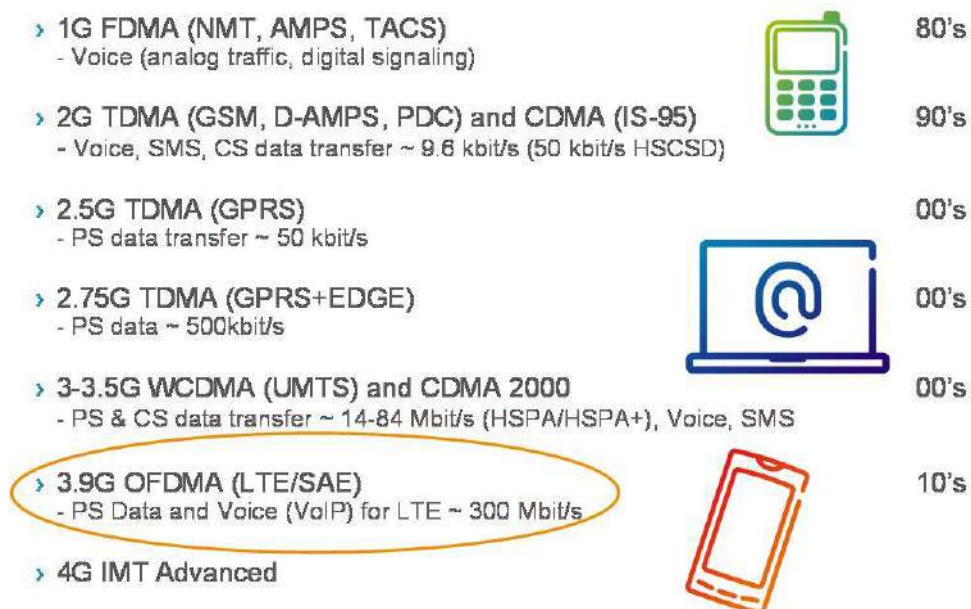 › 1G FDMA (NMT, AMPS, TACS) 80's
- Voice (analog traffic, digital signaling)
› 2G TDMA (GSM, D-AMPS, PDC) and CDMA (IS-95) 90's
- Voice, SMS, CS data transfer ~ 9.6 kbit/s (50 kbit/s HSCSD)
› 2.5G TDMA (GPRS) 00's
- PS data transfer ~ 50 kbit/s
› 2.75G TDMA (GPRS+EDGE) 00's
- PS data ~ 500kbit/s
@
› 3-3.5G WCDMA (UMTS) and CDMA 2000 00's
- PS & CS data transfer ~ 14-84 Mbit/s (HSPA/HSPA+), Voice, SMS
› 3.9G OFDMA (LTE/SAE) 10's
- PS Data and Voice (VoIP) for LTE ~ 300 Mbit/s
› 4G IMT Advanced